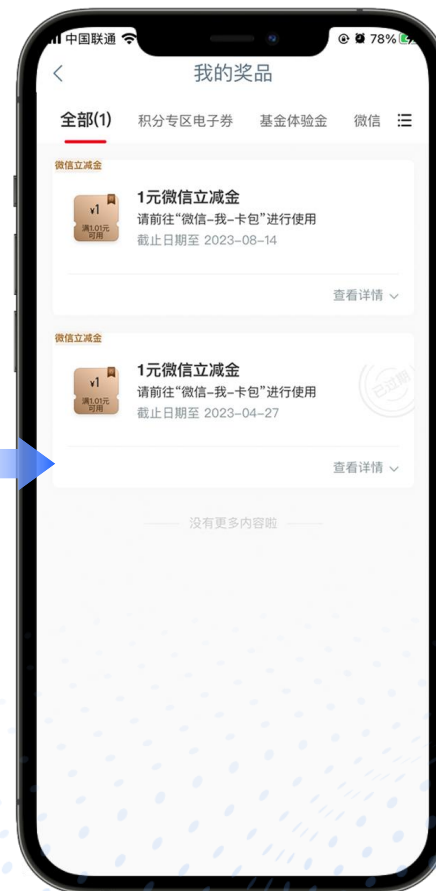 中国联通
78%
我的奖品
全部(1) 积分专区电子券 基金体验金 微信
微信立减金
¥1
满1.01元
可用
1元微信立减金
请前往“微信-我-卡包”进行使用
截止日期至 2023-08-14
查看详情
微信立减金
¥1
满1.01元
可用
1元微信立减金
请前往“微信-我-卡包”进行使用
截止日期至 2023-04-27
已过期
查看详情
没有更多内容啦